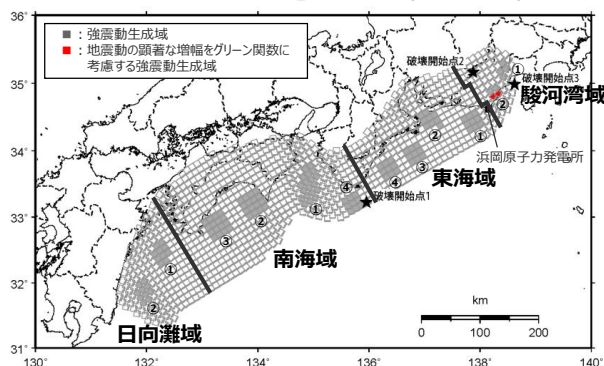 ■：強震動生成域
■：地震動の顕著な増幅をグリーン関数に
考慮する強震動生成域
36°
35°
34°
33°
32°
31°
130°
132°
134°
136°
138°
140°
破壊開始点2
①
破壊開始点3
駿河湾域
②
浜岡原子力発電所
②
①
③
東海域
④
④
破壊開始点1
①
②
③
南海域
①
②
日向灘域
km
0
100
200